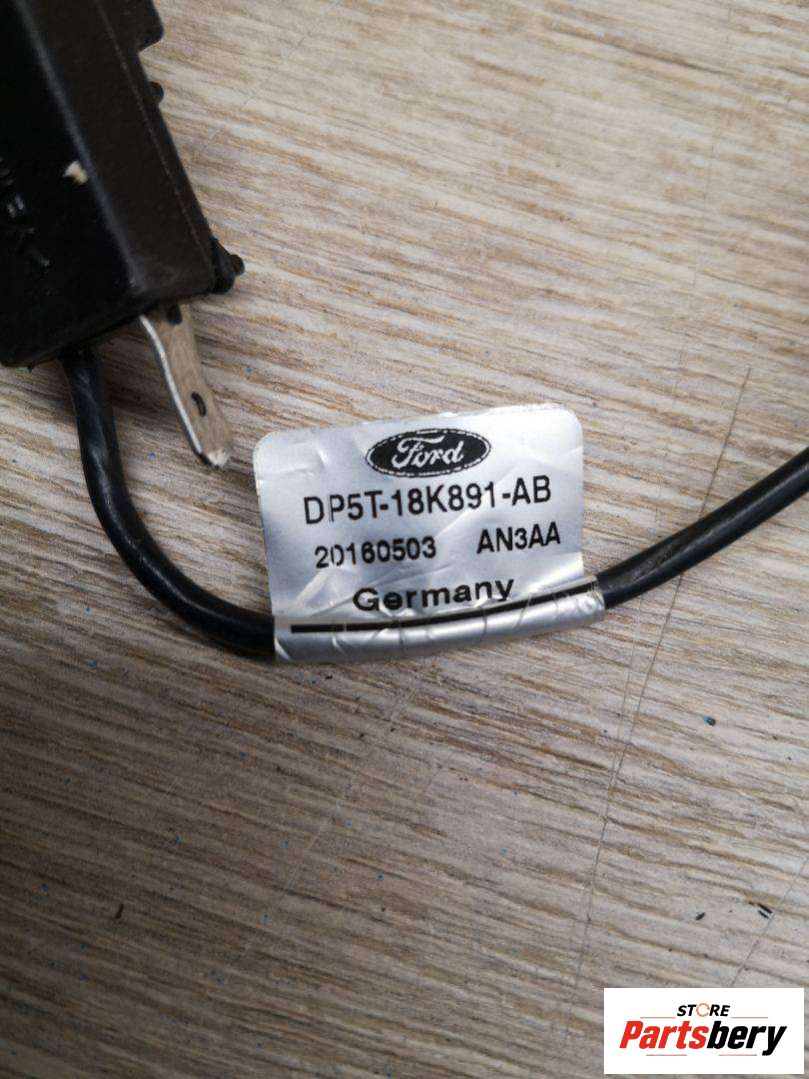 Ford
DP5T-18K891-AB
20160503 AN3AA
Germany
STORE
Partsbery